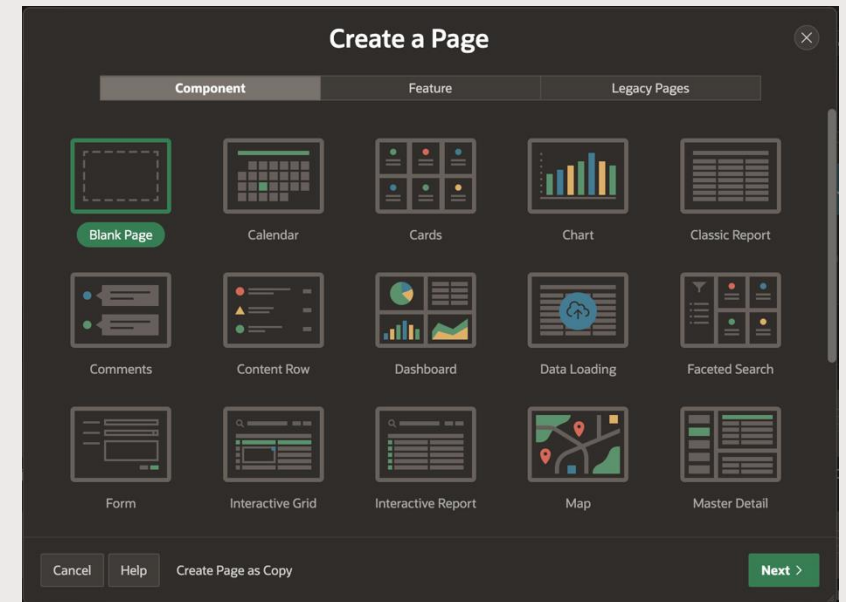 Create a Page
Component Feature Legacy Pages
Blank Page Calendar Cards Chart Classic Report
Comments Content Row Dashboard Data Loading Faceted Search
Form Interactive Grid Interactive Report Map Master Detail
Cancel Help Create Page as Copy Next